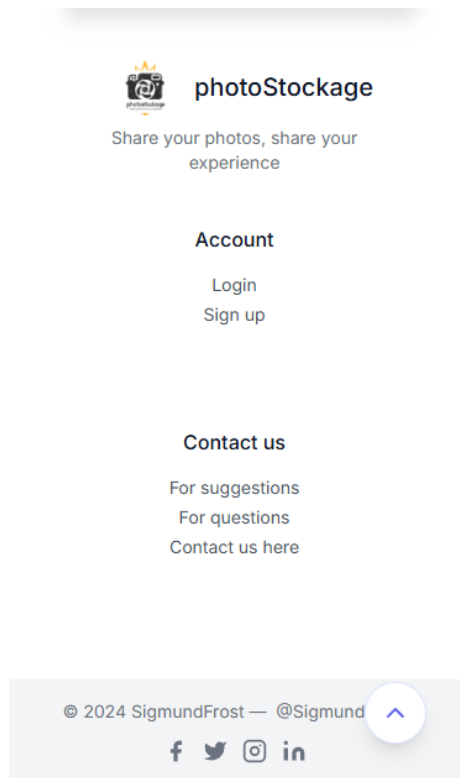 photoStockage
photoStockage
Share your photos, share your
experience
Account
Login
Sign up
Contact us
For suggestions
For questions
Contact us here
© 2024 SigmundFrost — @Sigmund